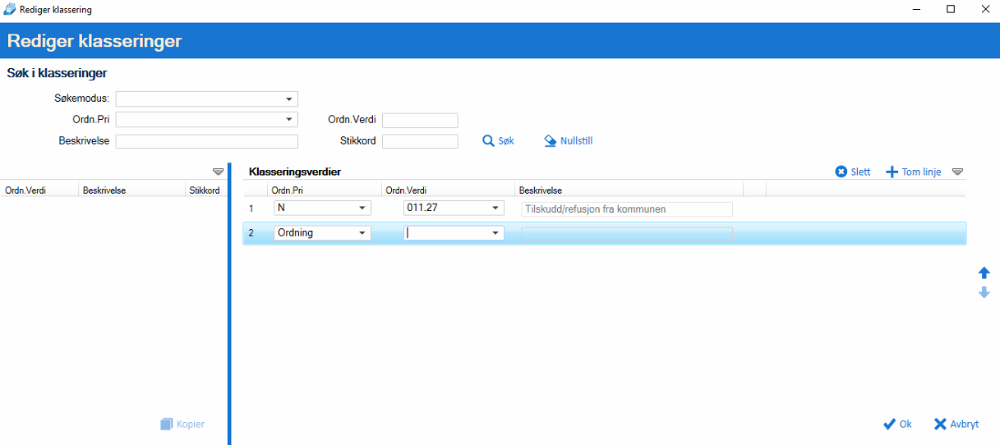 Rediger klassering
Rediger klasseringer
Søk i klasseringer
Søkemodus:
Ordn.Pri Ordn.Verdi
Beskrivelse Stikkord Søk Nullstill
Klasseringsverdier Slett Tom linje
Ordn.Verdi Beskrivelse Stikkord Ordn.Pri Ordn.Verdi Beskrivelse
1 N 011.27 Tilskudd/refusjon fra kommunen
2 Ordning
Kopier Ok Avbryt